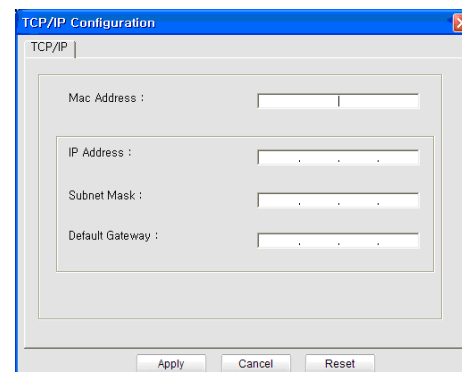 TCP/IP Configuration
TCP/IP
Mac Address :
IP Address : . . .
Subnet Mask : . . .
Default Gateway : . . .
Apply Cancel Reset